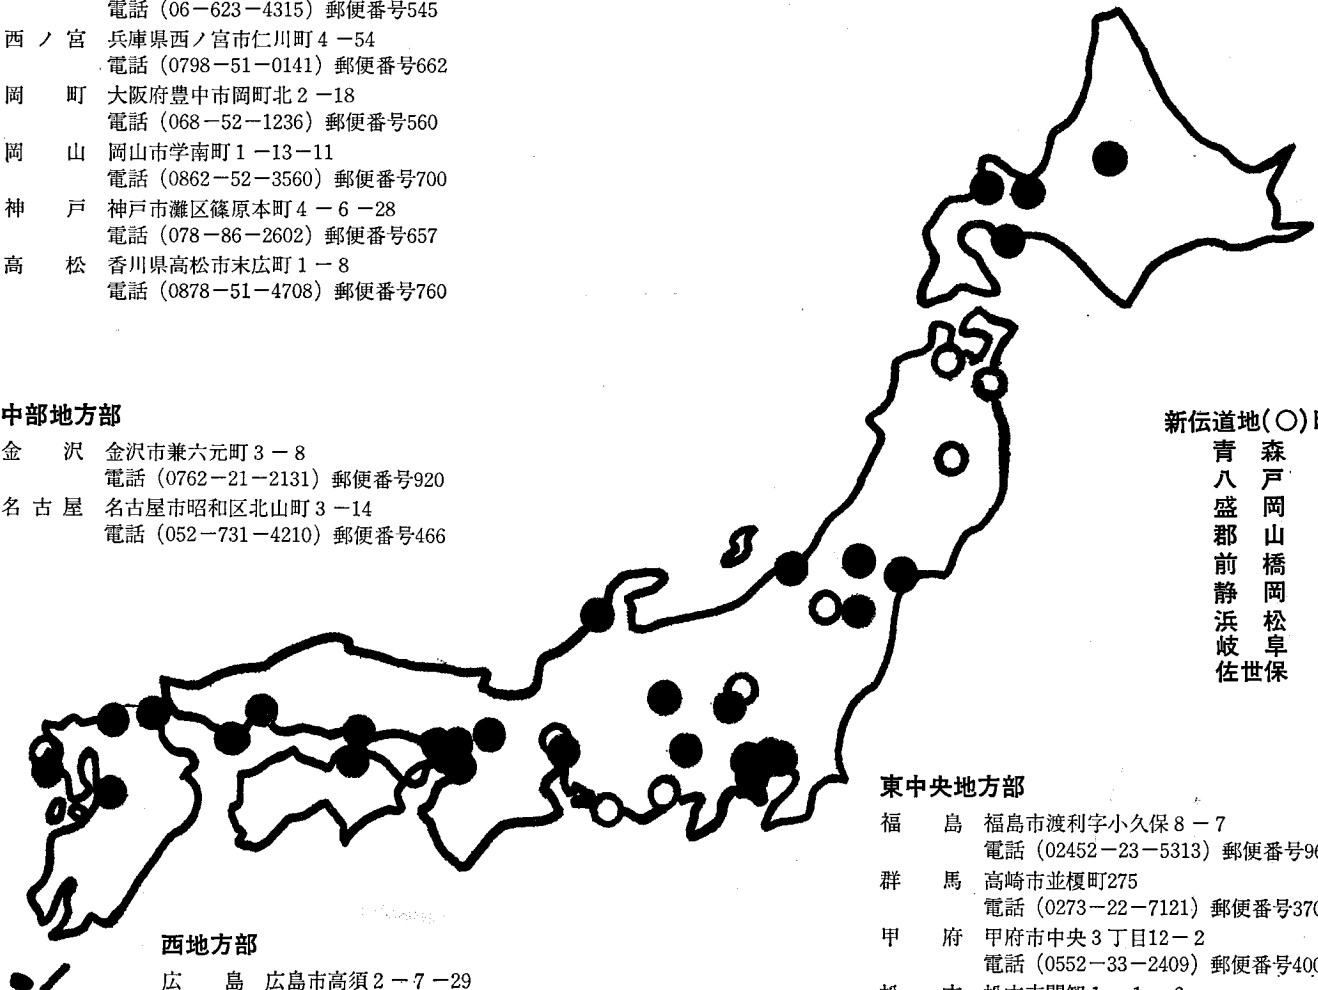 電話（06－623－4315）郵便番号545
西ノ宮 兵庫県西ノ宮市仁川町4－54
電話（0798－51－0141）郵便番号662
岡町 大阪府豊中市岡町北2－18
電話（068－52－1236）郵便番号560
岡山 岡山市学南町1－13－11
電話（0862－52－3560）郵便番号700
神戸 神戸市灘区篠原本町4－6－28
電話（078－86－2602）郵便番号657
高松 香川県高松市末広町1－8
電話（0878－51－4708）郵便番号760
中部地方部
金沢 金沢市兼六元町3－8
電話（0762－21－2131）郵便番号920
名古屋 名古屋市昭和区北山町3－14
電話（052－731－4210）郵便番号466
新伝道地(○)
青森
八戸
盛岡
郡山
前橋
静岡
浜松
岐阜
佐世保
東中央地方部
福島 福島市渡利字小久保8－7
電話（02452－23－5313）郵便番号96
群馬 高崎市並榎町275
電話（0273－22－7121）郵便番号370
甲府 甲府市中央3丁目12－2
電話（0552－33－2409）郵便番号400
西地方部
広島 広島市高須2－7－29